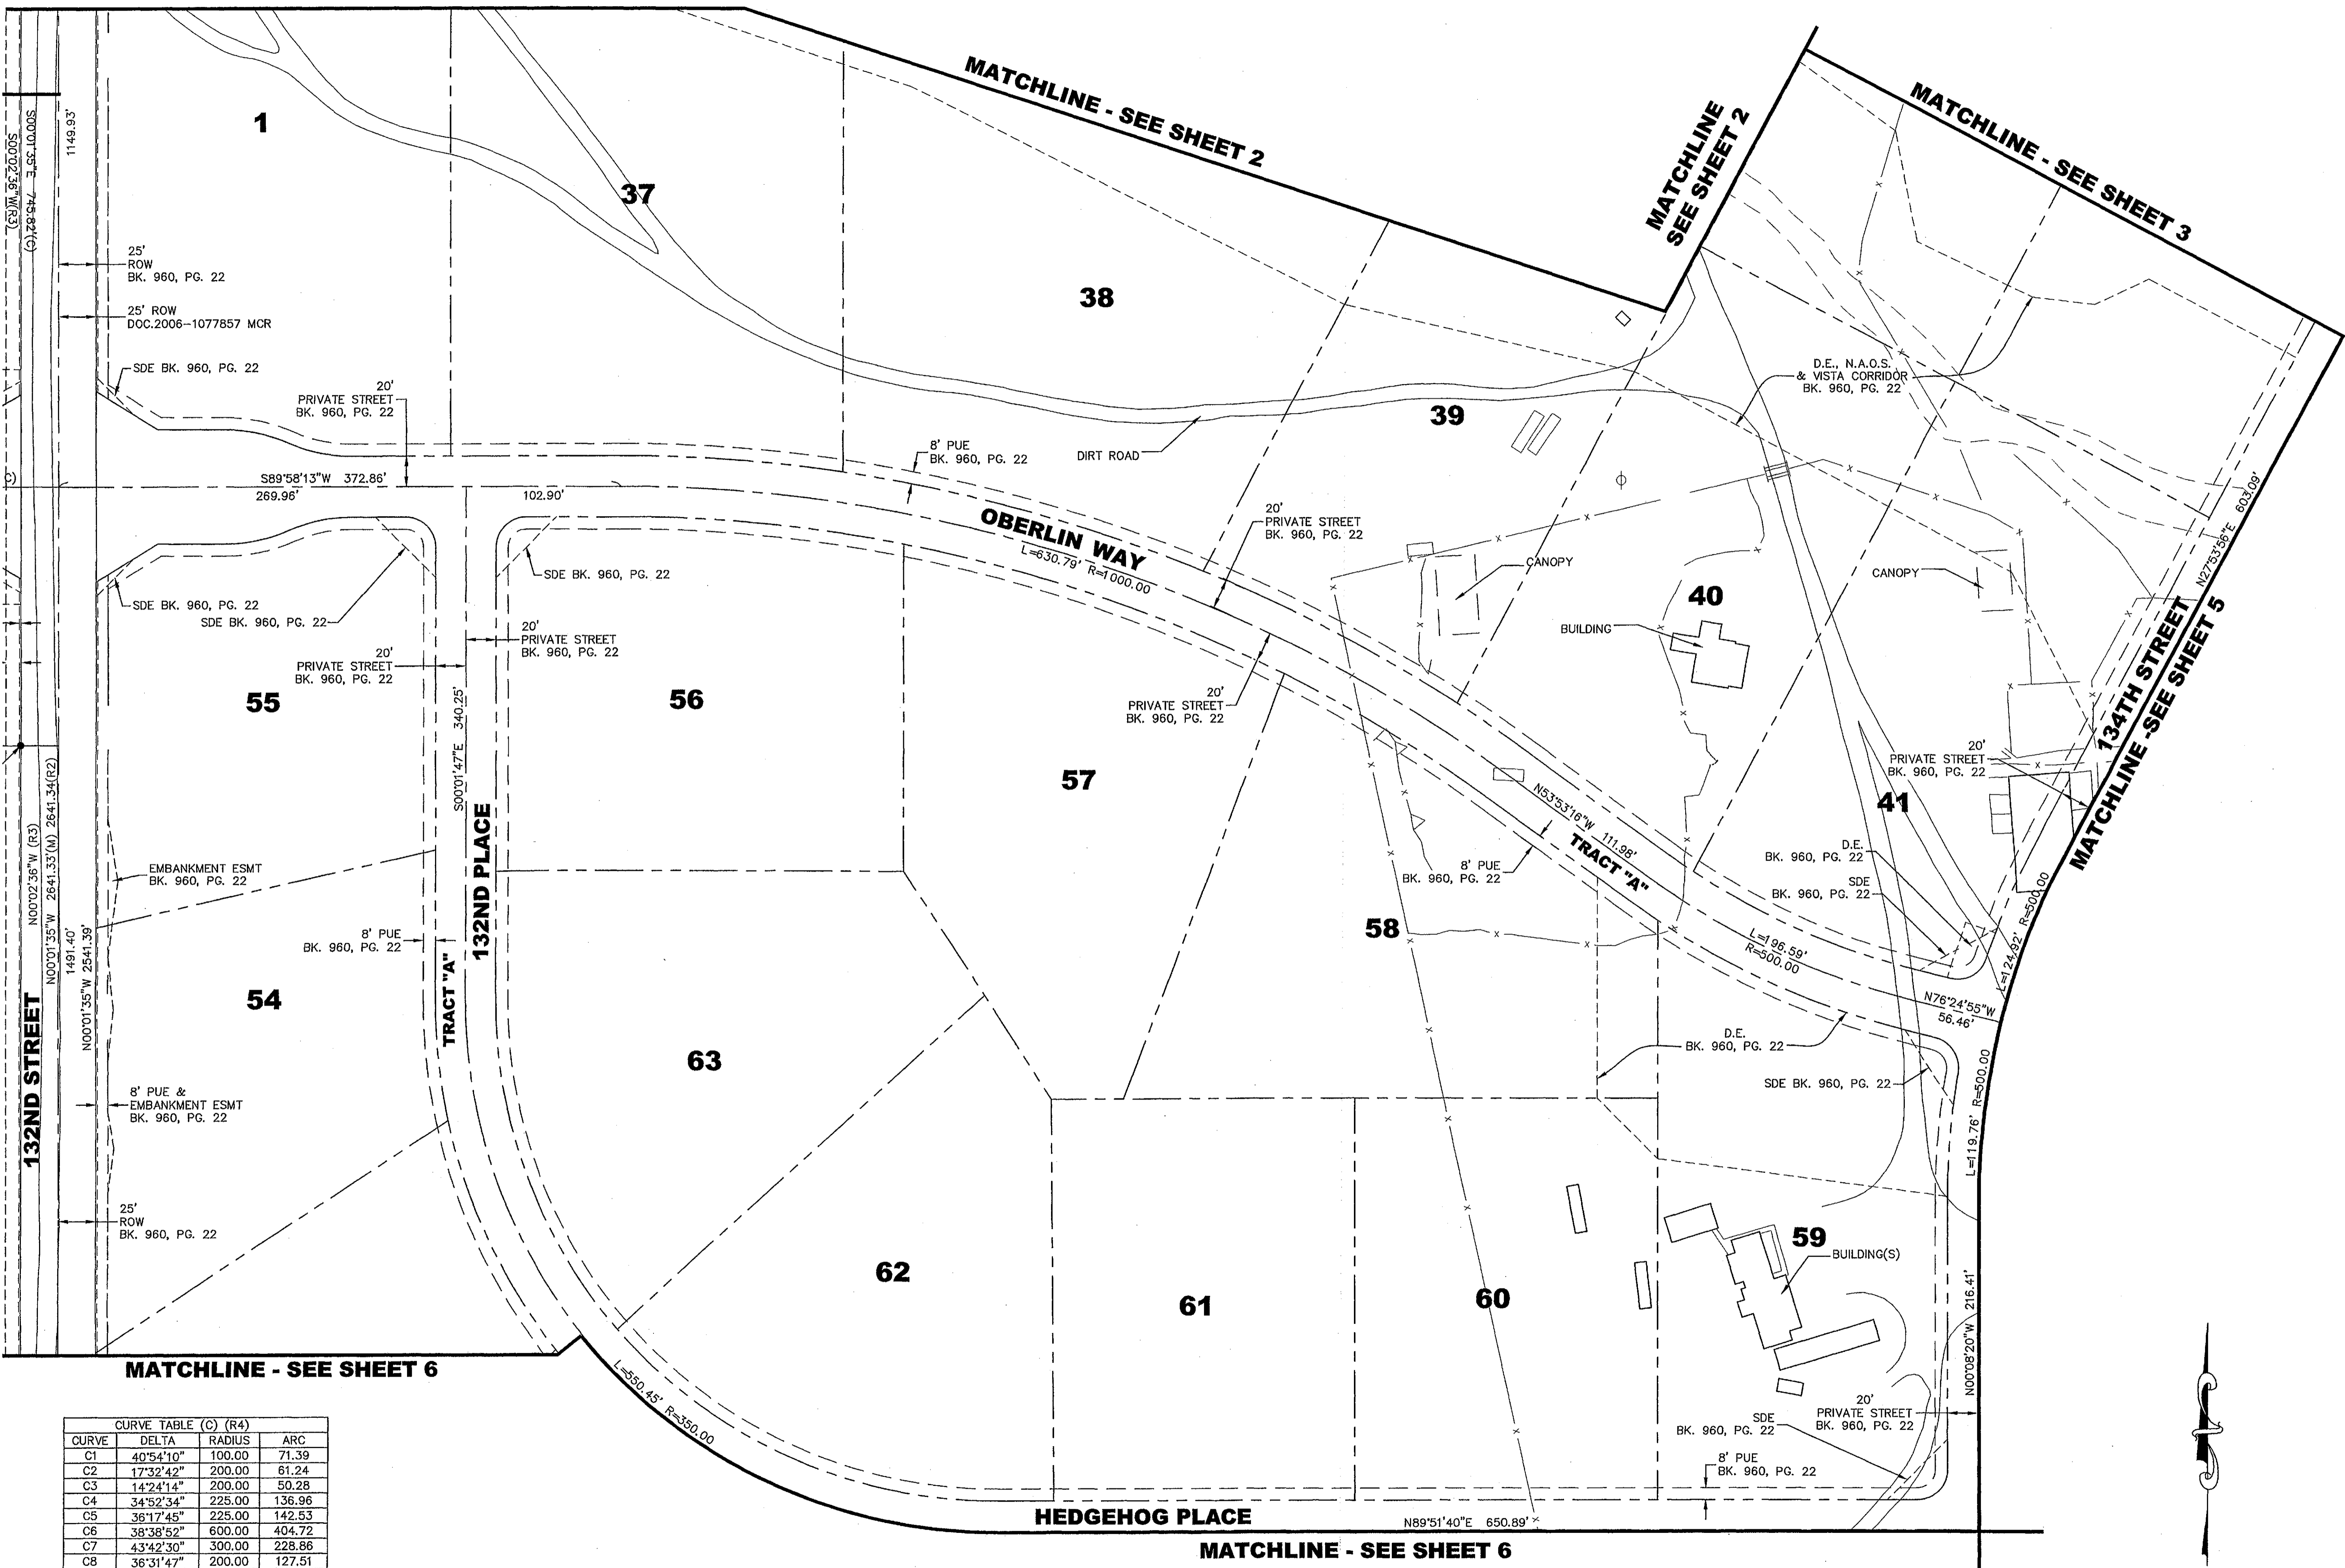 MATCHLINE - SEE SHEET 2
MATCHLINE
SEE SHEET 2
MATCHLINE - SEE SHEET 3
1
37
38
39
40
41
S00°02'36"W(R3)
S00°01'35"E 745.82'(C)
1149.93'
25'
ROW
BK. 960, PG. 22
25' ROW
DOC.2006-1077857 MCR
SDE BK. 960, PG. 22
20'
PRIVATE STREET
BK. 960, PG. 22
8' PUE
BK. 960, PG. 22
DIRT ROAD
D.E., N.A.O.S.
& VISTA CORRIDOR
BK. 960, PG. 22
S89°58'13"W 372.86'
269.96'
102.90'
OBERLIN WAY
L=630.79' R=1000.00
20'
PRIVATE STREET
BK. 960, PG. 22
CANOPY
CANOPY
BUILDING
N27°53'56"E 603.09'
134TH STREET
MATCHLINE -SEE SHEET 5
SDE BK. 960, PG. 22
SDE BK. 960, PG. 22
SDE BK. 960, PG. 22
20'
PRIVATE STREET
BK. 960, PG. 22
20'
PRIVATE STREET
BK. 960, PG. 22
20'
PRIVATE STREET
BK. 960, PG. 22
20'
PRIVATE STREET
BK. 960, PG. 22
55
56
57
58
S00°01'47"E 340.25'
132ND PLACE
TRACT "A"
N53°53'16"W 111.98'
TRACT "A"
8' PUE
BK. 960, PG. 22
D.E.
BK. 960, PG. 22
SDE
BK. 960, PG. 22
L=196.59'
R=500.00
L=124.92' R=500.00
N76°24'55"W
56.46'
D.E.
BK. 960, PG. 22
SDE BK. 960, PG. 22
L=119.76' R=500.00
N00°02'36"W (R3)
N00°01'35"W 2641.33'(M) 2641.34(R2)
1491.40'
N00°01'35"W 2541.39'
132ND STREET
EMBANKMENT ESMT
BK. 960, PG. 22
8' PUE
BK. 960, PG. 22
54
63
62
61
60
59
8' PUE &
EMBANKMENT ESMT
BK. 960, PG. 22
25'
ROW
BK. 960, PG. 22
BUILDING(S)
N00°08'20"W 216.41'
20'
PRIVATE STREET
BK. 960, PG. 22
SDE
BK. 960, PG. 22
8' PUE
BK. 960, PG. 22
MATCHLINE - SEE SHEET 6
L=550.45' R=350.00
HEDGEHOG PLACE
N89°51'40"E 650.89'
MATCHLINE - SEE SHEET 6
CURVE TABLE (C) (R4)
CURVE DELTA RADIUS ARC
C1 40°54'10" 100.00 71.39
C2 17°32'42" 200.00 61.24
C3 14°24'14" 200.00 50.28
C4 34°52'34" 225.00 136.96
C5 36°17'45" 225.00 142.53
C6 38°38'52" 600.00 404.72
C7 43°42'30" 300.00 228.86
C8 36°31'47" 200.00 127.51